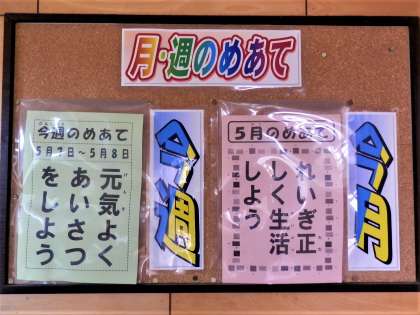 月・週のめあて
今週のめあて
5月2日～5月8日
元気よく
あいさつ
をしよう
今週
5月のめあて
れいぎ正
しく生活
しよう
今月